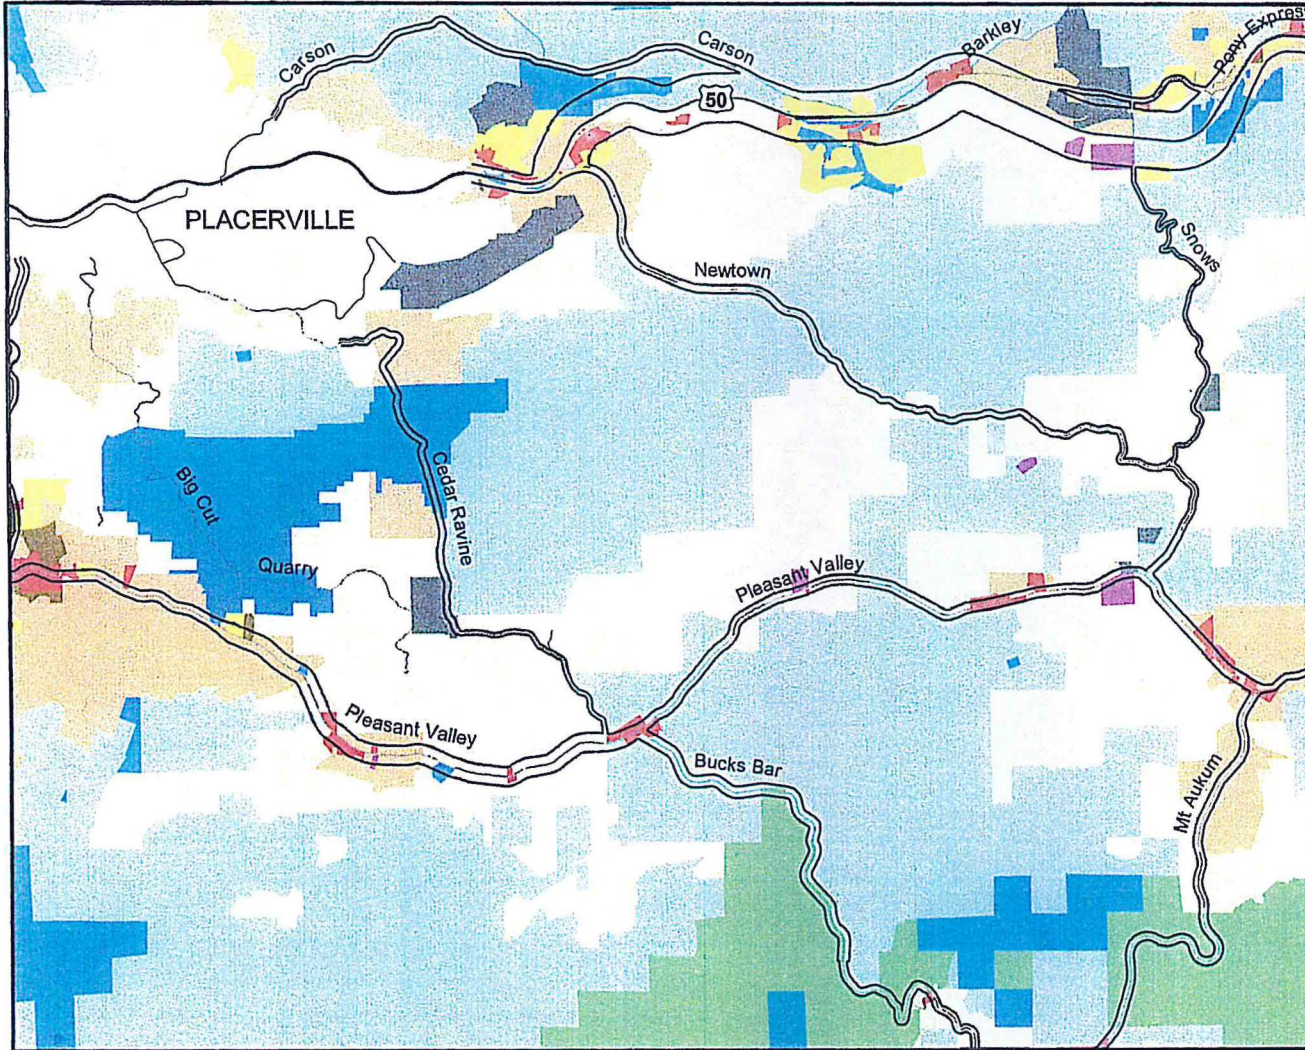 Carson
Carson
Barkley
Pony Express
50
PLACERVILLE
Snows
Newtown
Big Cut
Cedar Ravine
Quarry
Pleasant Valley
Pleasant Valley
Bucks Bar
Mt Aukum